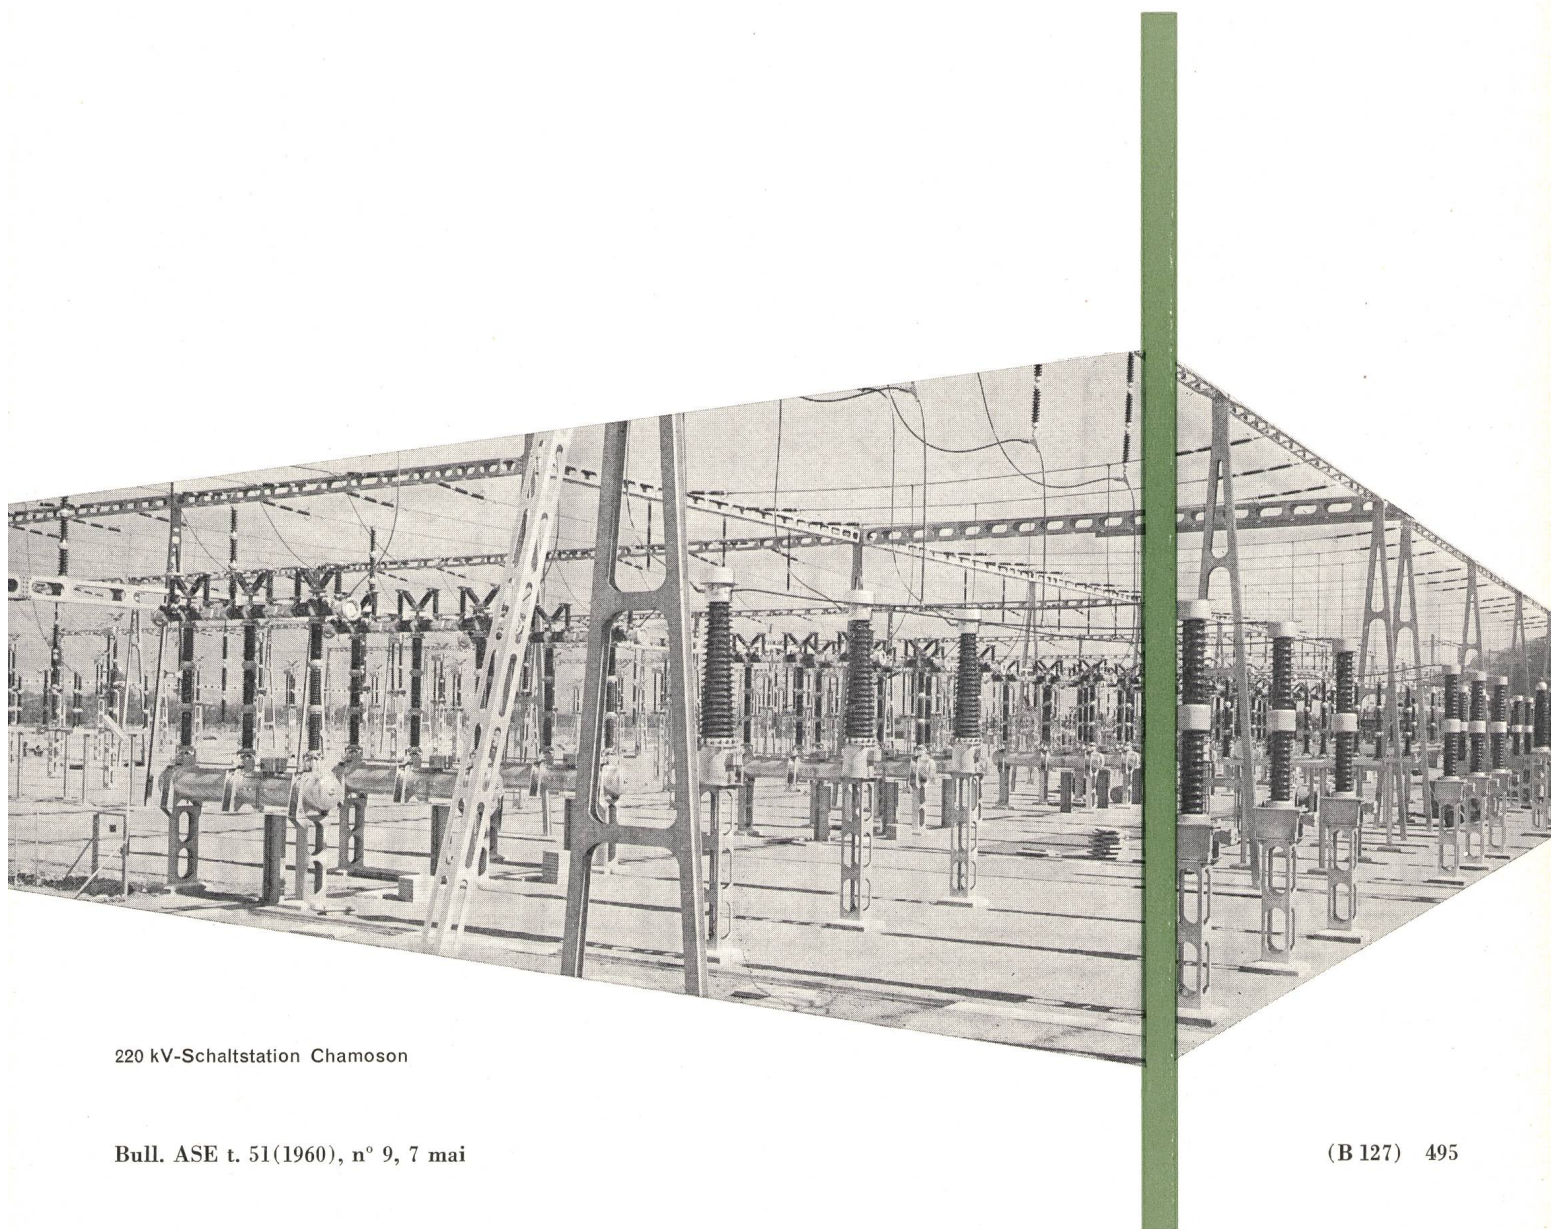 220 kV-Schaltstation Chamoson
Bull. ASE t. 51(1960), n° 9, 7 mai
(B 127) 495